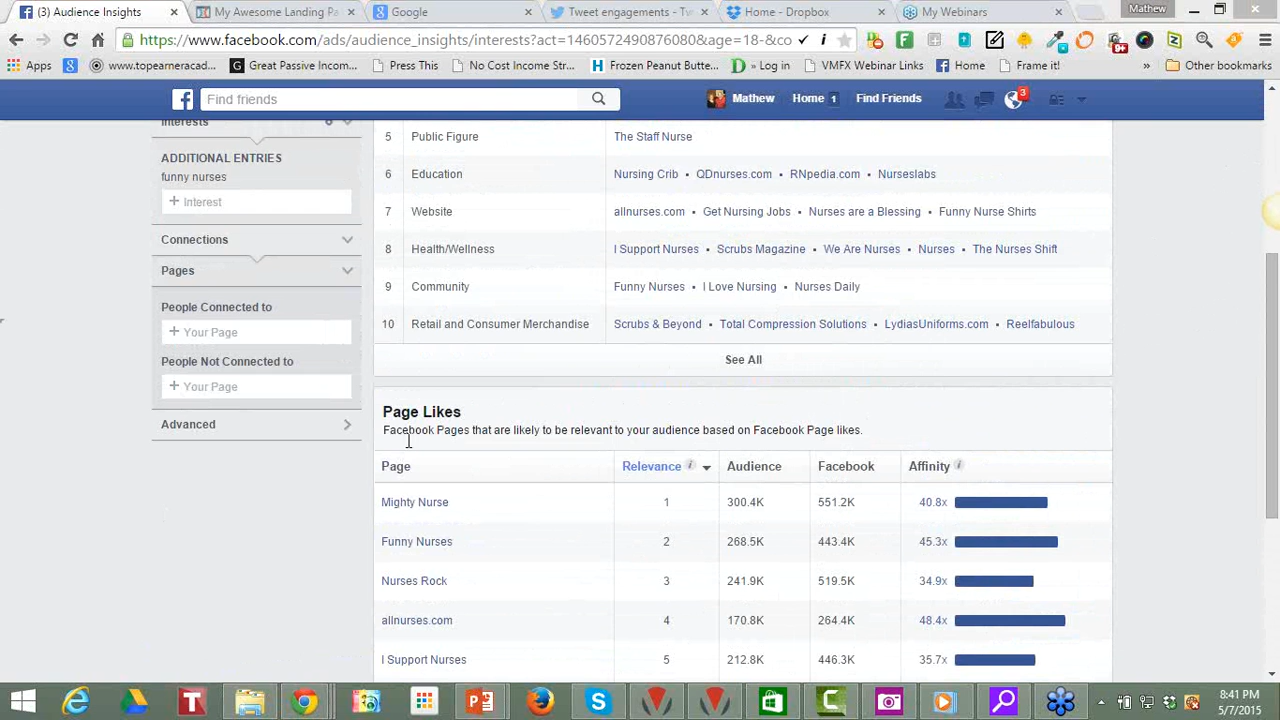 (3) Audience Insights
My Awesome Landing Pa
Google
Tweet engagements - Tw
Home - Dropbox
My Webinars
Mathew
https://www.facebook.com/ads/audience_insights/interests?act=1460572490876080&age=18-&co
Apps
www.topearneracad...
Great Passive Incom...
Press This
No Cost Income Str...
Frozen Peanut Butte...
» Log in
VMFX Webinar Links
Home
Frame it!
»
Other bookmarks
Find friends
Mathew
Home 1
Find Friends
3
Interests
ADDITIONAL ENTRIES
funny nurses
+ Interest
Connections
Pages
People Connected to
+ Your Page
People Not Connected to
+ Your Page
Advanced
5 Public Figure The Staff Nurse
6 Education Nursing Crib • QDnurses.com • RNpedia.com • Nurseslabs
7 Website allnurses.com • Get Nursing Jobs • Nurses are a Blessing • Funny Nurse Shirts
8 Health/Wellness I Support Nurses • Scrubs Magazine • We Are Nurses • Nurses • The Nurses Shift
9 Community Funny Nurses • I Love Nursing • Nurses Daily
10 Retail and Consumer Merchandise Scrubs & Beyond • Total Compression Solutions • LydiasUniforms.com • Reelfabulous
See All
Page Likes
Facebook Pages that are likely to be relevant to your audience based on Facebook Page likes.
Page Relevance Audience Facebook Affinity
Mighty Nurse 1 300.4K 551.2K 40.8x
Funny Nurses 2 268.5K 443.4K 45.3x
Nurses Rock 3 241.9K 519.5K 34.9x
allnurses.com 4 170.8K 264.4K 48.4x
I Support Nurses 5 212.8K 446.3K 35.7x
8:41 PM
5/7/2015